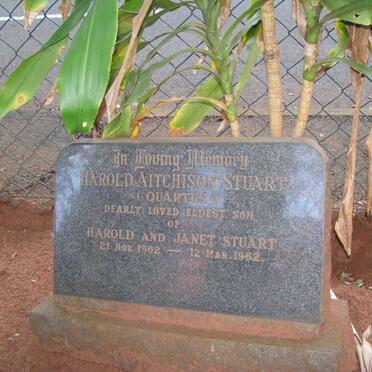 In Loving Memory
HAROLD AITCHISON STUART
( QUARTUS )
DEARLY LOVED ELDEST SON
OF
HAROLD AND JANET STUART
21 NOV. 1902 — 12 MAR. 1962